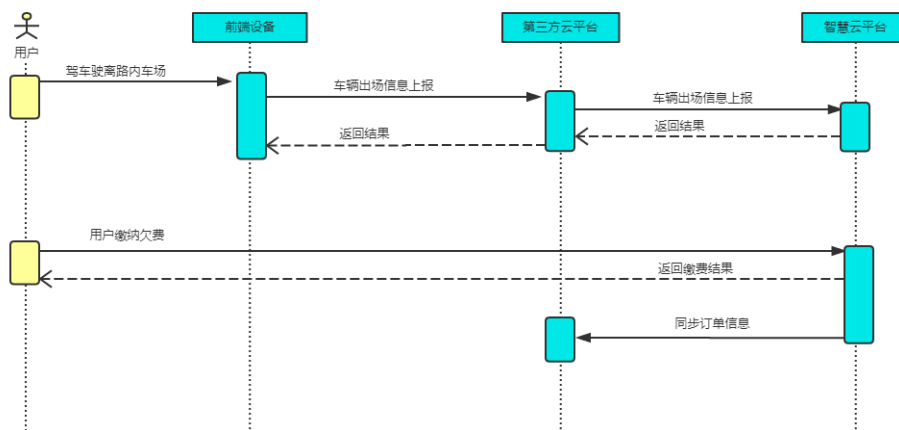 前端设备
第三方云平台
智慧云平台
用户
驾车驶离路内车场
车辆出场信息上报
车辆出场信息上报
返回结果
返回结果
用户缴纳欠费
返回缴费结果
同步订单信息